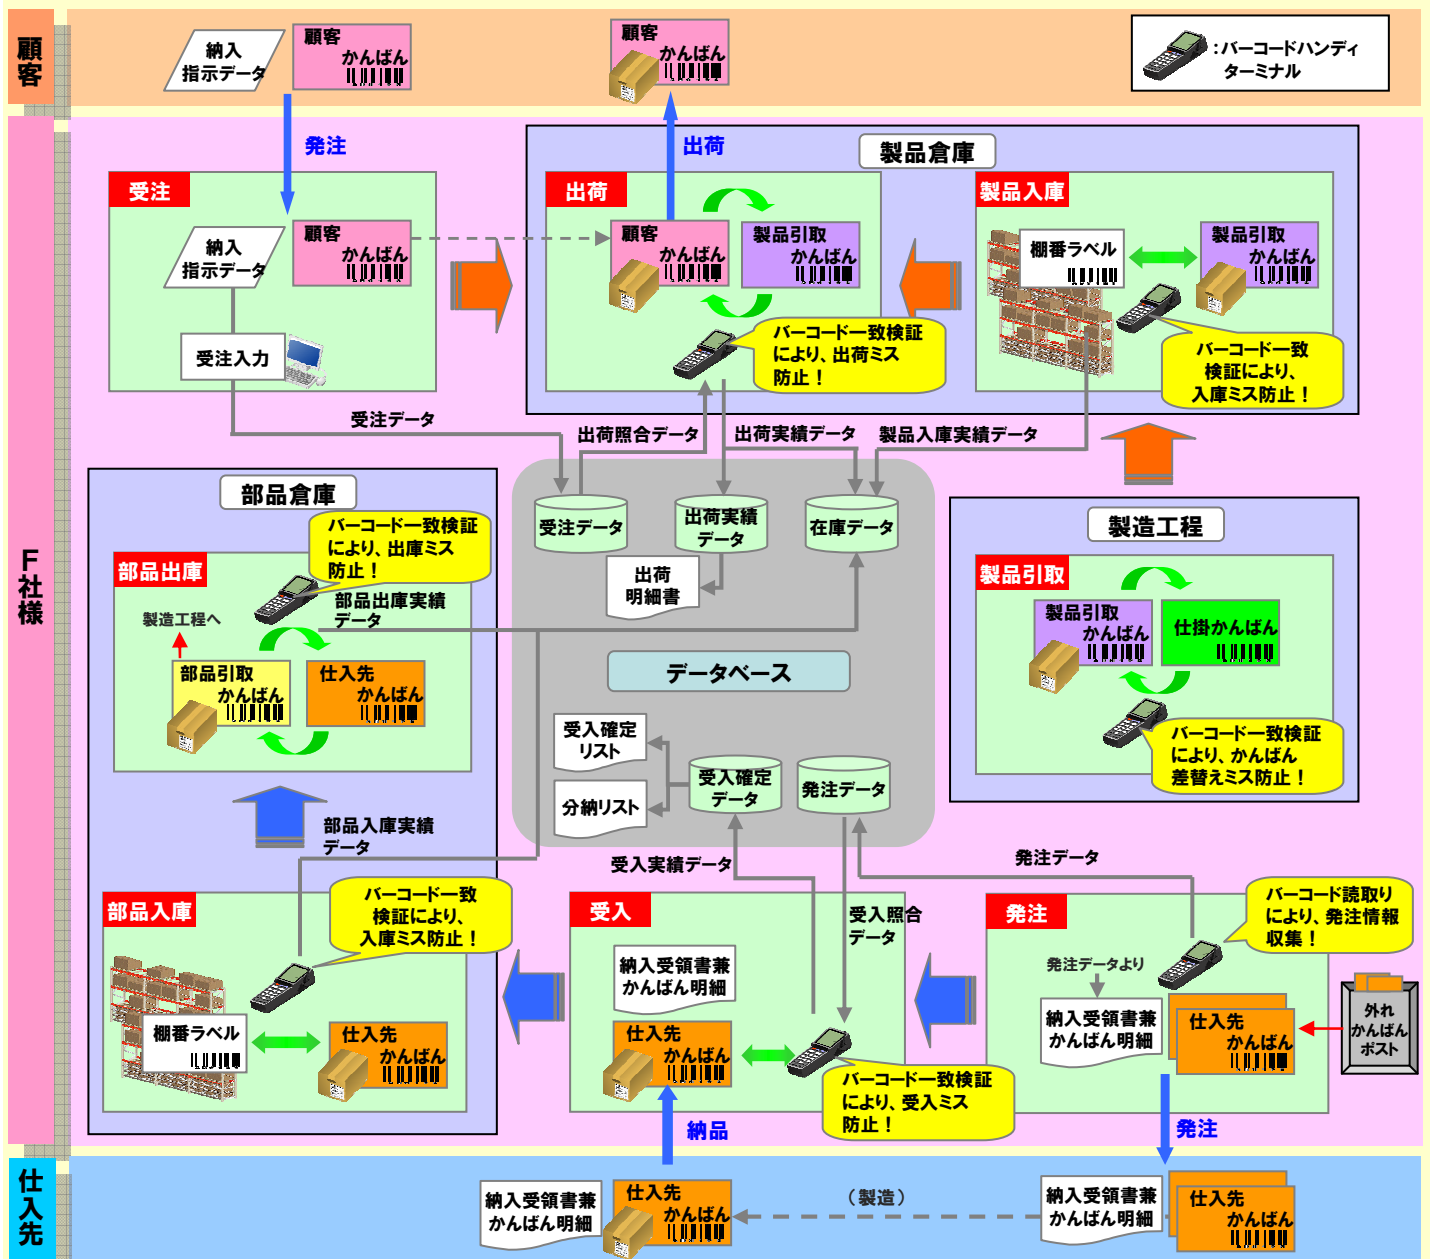 顧客
納入
指示データ
顧客
かんばん
顧客
かんばん
:バーコードハンディ
ターミナル
F社様
発注
出荷
製品倉庫
受注
納入
指示データ
顧客
かんばん
受注入力
出荷
顧客
かんばん
製品引取
かんばん
バーコード一致検証
により、出荷ミス
防止！
製品入庫
棚番ラベル
製品引取
かんばん
バーコード一致
検証により、
入庫ミス防止！
受注データ
出荷照合データ
出荷実績データ
製品入庫実績データ
部品倉庫
バーコード一致検証
により、出庫ミス
防止！
部品出庫
部品出庫実績
データ
製造工程へ
部品引取
かんばん
仕入先
かんばん
受注データ
出荷実績
データ
在庫データ
出荷
明細書
データベース
受入確定
リスト
分納リスト
受入確定
データ
発注データ
製造工程
製品引取
製品引取
かんばん
仕掛かんばん
バーコード一致検証
により、かんばん
差替えミス防止！
部品入庫実績
データ
受入実績データ
発注データ
部品入庫
バーコード一致
検証により、
入庫ミス防止！
棚番ラベル
仕入先
かんばん
受入
受入照合
データ
納入受領書兼
かんばん明細
仕入先
かんばん
バーコード一致検証
により、受入ミス
防止！
発注
バーコード読取り
により、発注情報
収集！
発注データより
納入受領書兼
かんばん明細
仕入先
かんばん
外れ
かんばん
ポスト
納品
発注
仕入先
納入受領書兼
かんばん明細
仕入先
かんばん
（製造）
納入受領書兼
かんばん明細
仕入先
かんばん